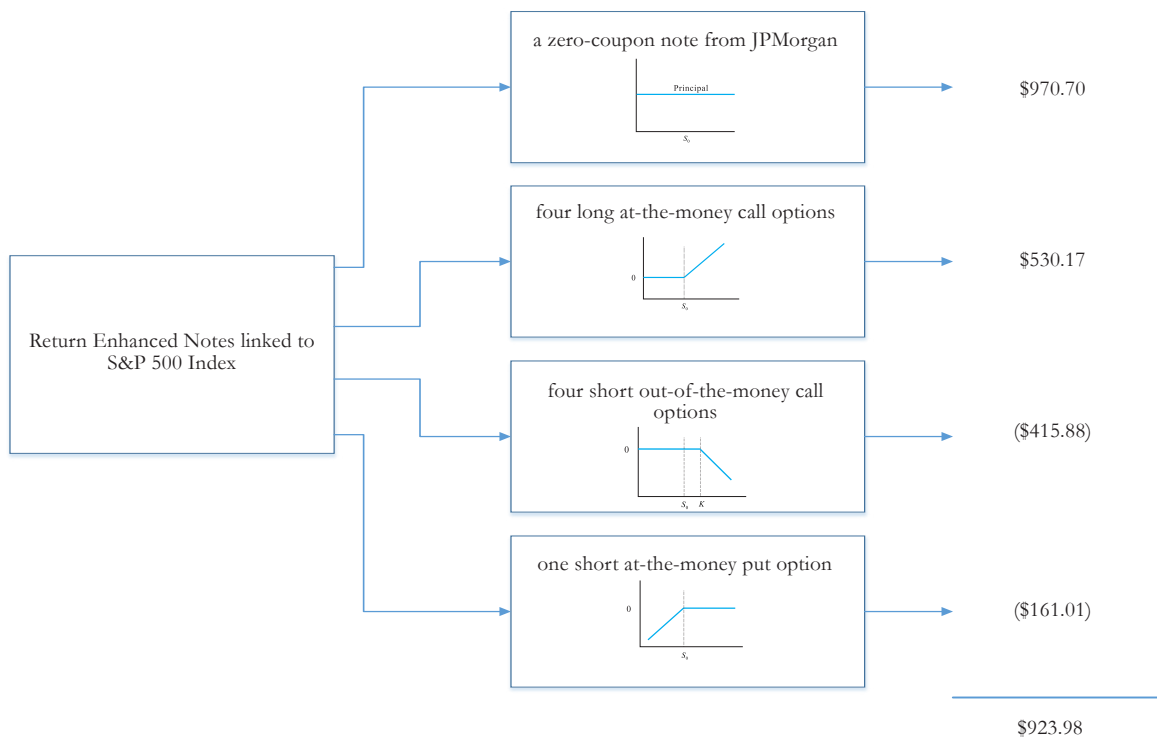 a zero-coupon note from JPMorgan
Principal
S₀
$970.70
four long at-the-money call options
0
S₀
$530.17
Return Enhanced Notes linked to
S&P 500 Index
four short out-of-the-money call
options
0
S₀ K
($415.88)
one short at-the-money put option
0
S₀
($161.01)
$923.98